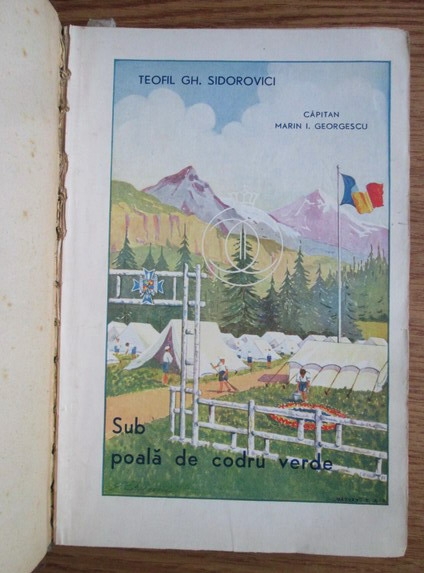 TEOFIL GH. SIDOROVICI
CĂPITAN
MARIN I. GEORGESCU
Sub
poală de codru verde